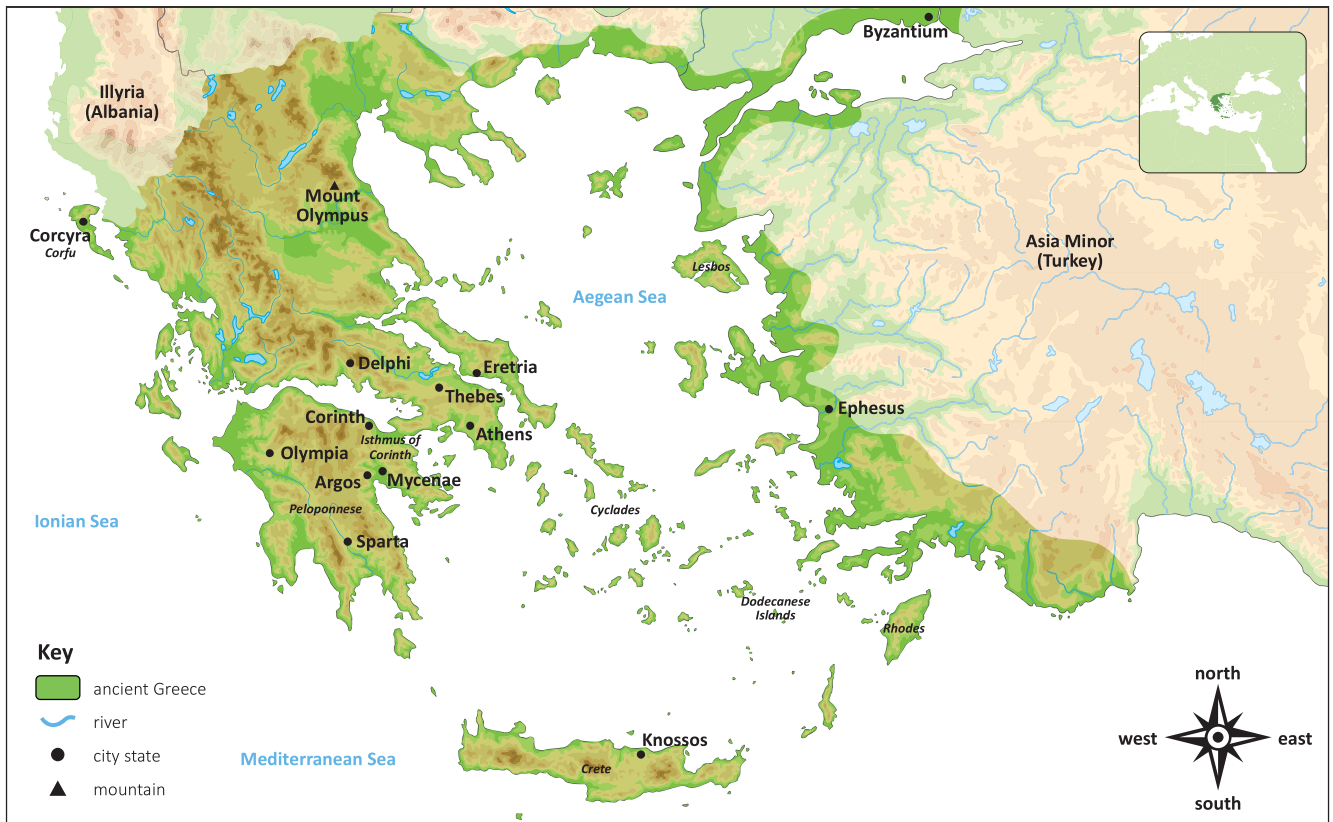 Byzantium
Illyria
(Albania)
Mount
Olympus
Corcyra
Corfu
Asia Minor
(Turkey)
Lesbos
Aegean Sea
Delphi
Eretria
Thebes
Ephesus
Corinth
Athens
Isthmus of
Corinth
Olympia
Argos
Mycenae
Peloponnese
Cyclades
Ionian Sea
Sparta
Dodecanese
Islands
Rhodes
Key
ancient Greece
river
city state
mountain
Mediterranean Sea
Knossos
Crete
north
west
east
south